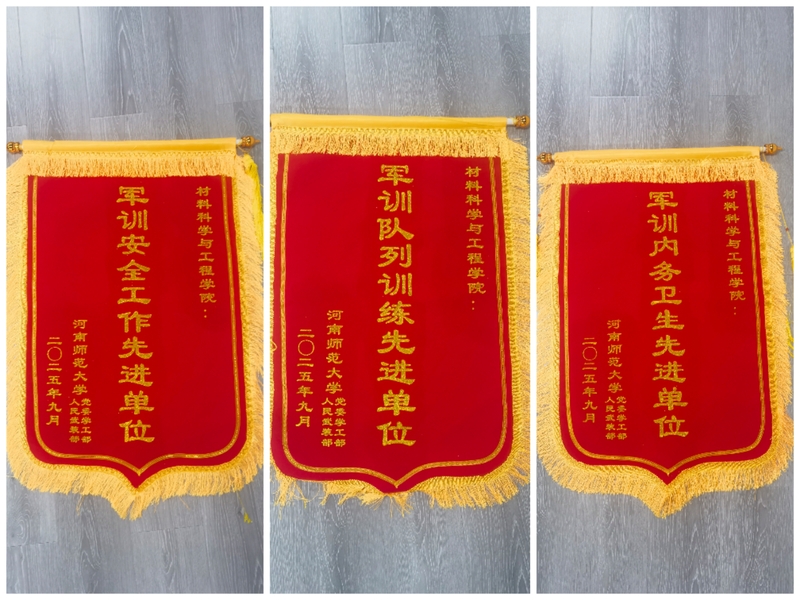 材料科学与工程学院：
军训安全工作先进单位
河南师范大学 党委学工部
人民武装部
二〇二五年九月
材料科学与工程学院：
军训队列训练先进单位
河南师范大学 党委学工部
人民武装部
二〇二五年九月
材料科学与工程学院：
军训内务卫生先进单位
河南师范大学 党委学工部
人民武装部
二〇二五年九月